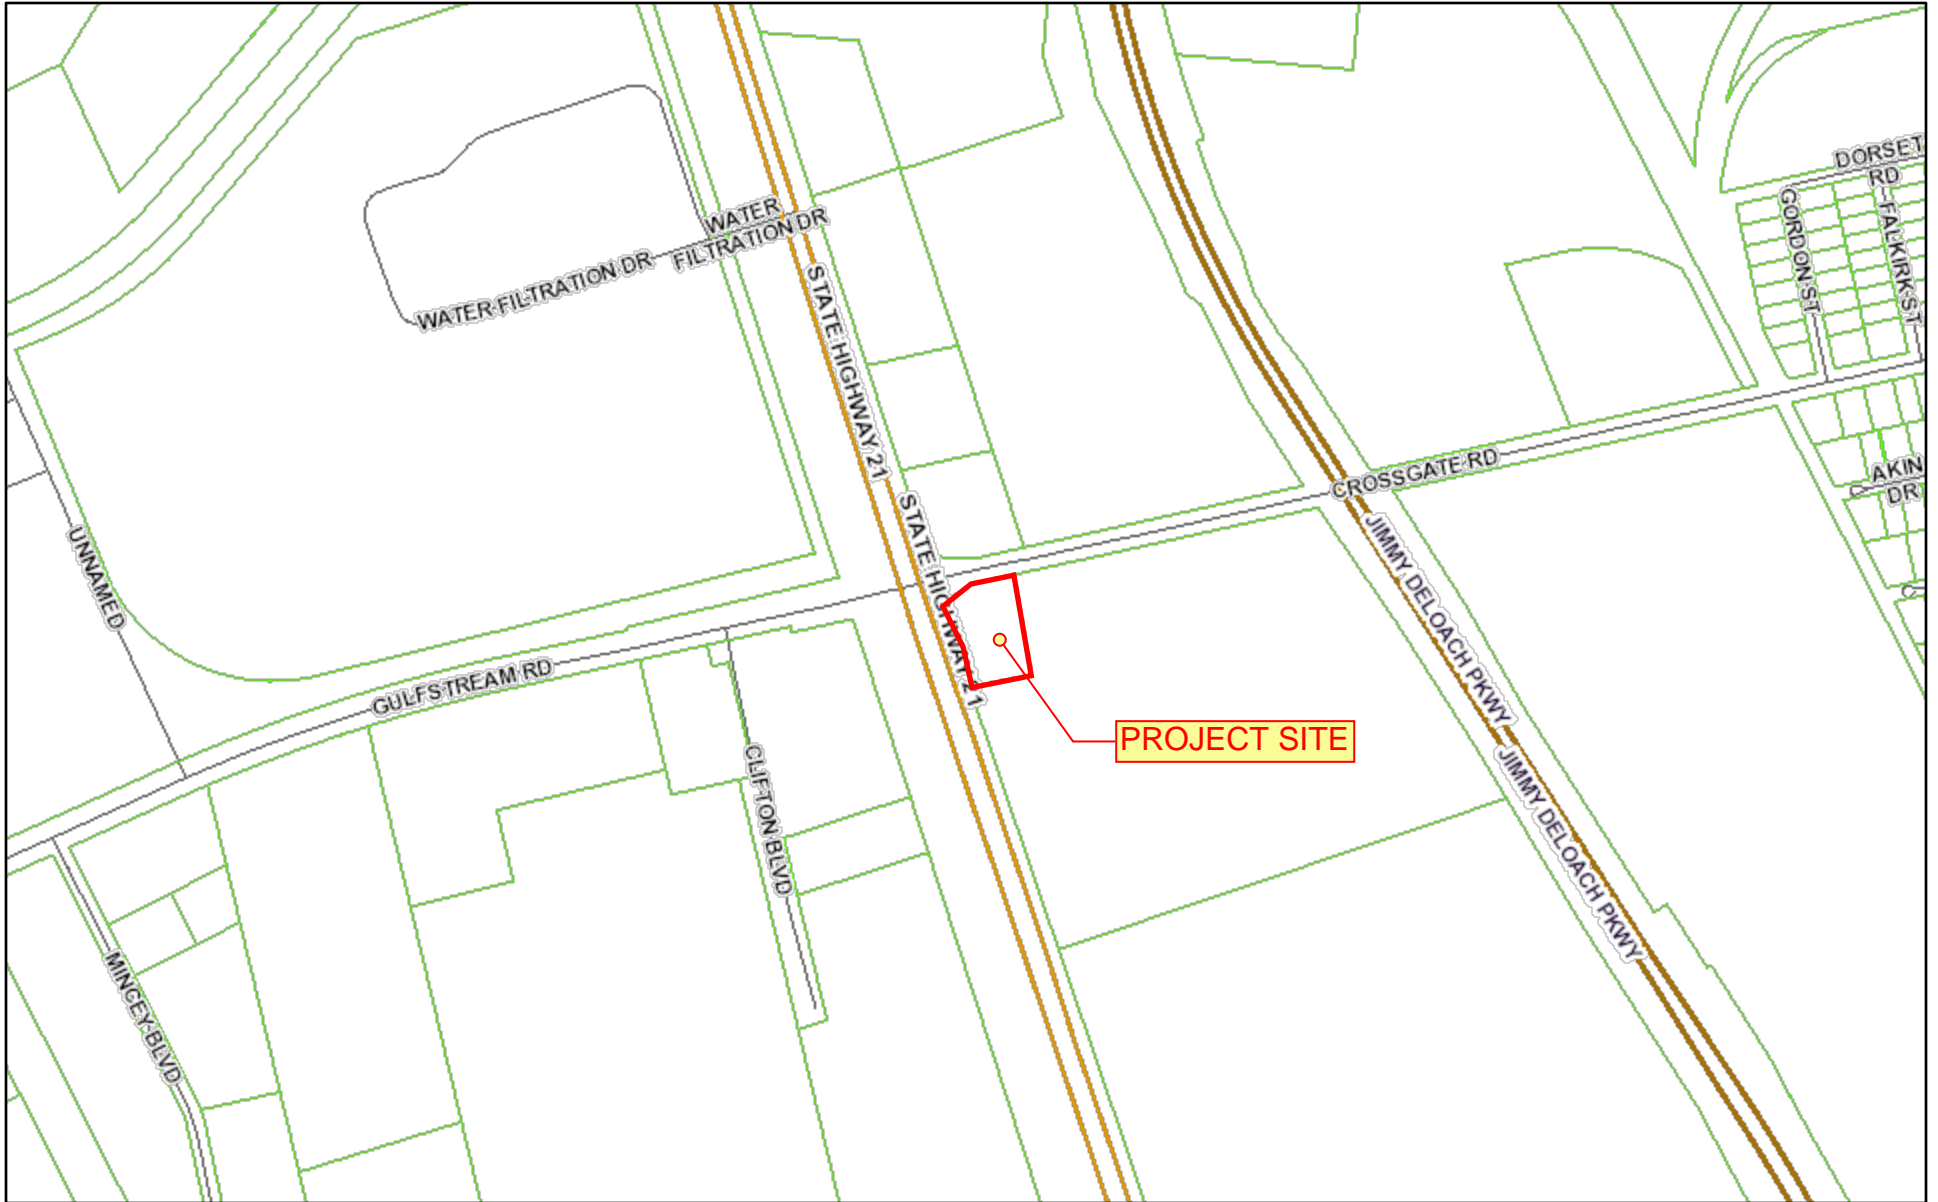 DORSET
RD
GORDON ST
FALKIRK ST
WATER
FILTRATION DR
WATER FILTRATION DR
STATE HIGHWAY 21
CROSSGATE RD
AKIN
DR
STATE HIGHWAY 21
UNNAMED
JIMMY DELOACH PKWY
GULFSTREAM RD
PROJECT SITE
CLIFTON BLVD
JIMMY DELOACH PKWY
MINCEY BLVD